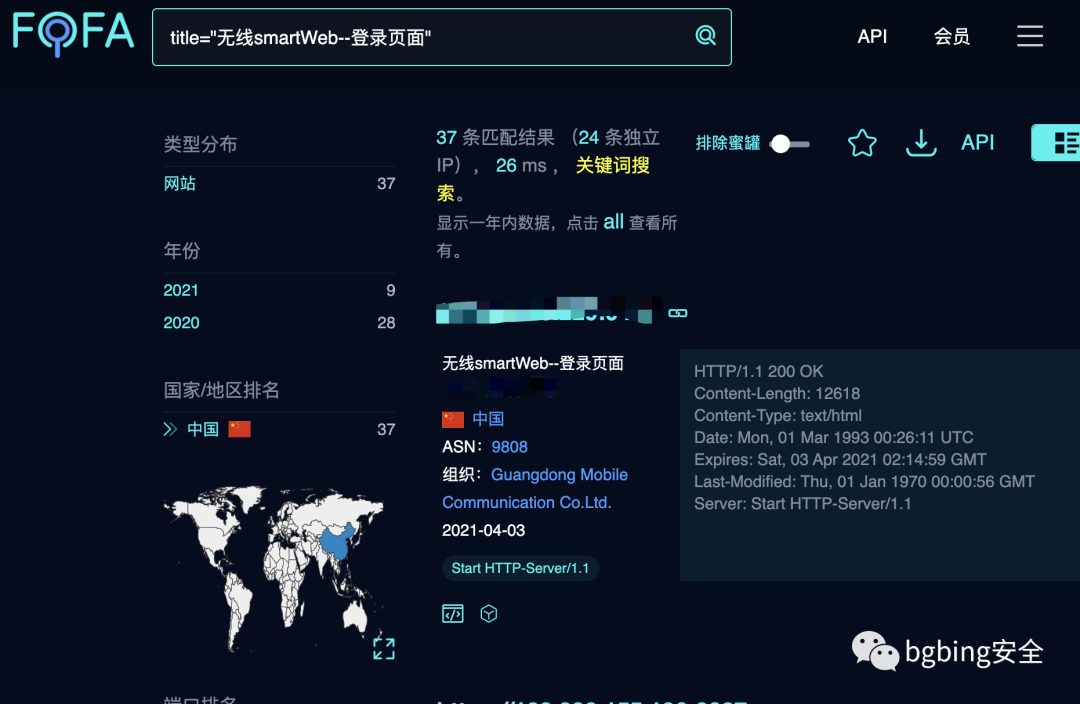 FOFA
title="无线smartWeb--登录页面"
API
会员
类型分布
网站 37
年份
2021 9
2020 28
国家/地区排名
中国 37
37 条匹配结果 （24 条独立
IP）， 26 ms ， 关键词搜
索。
显示一年内数据，点击 all 查看所
有。
排除蜜罐
API
无线smartWeb--登录页面
中国
ASN： 9808
组织： Guangdong Mobile
Communication Co.Ltd.
2021-04-03
Start HTTP-Server/1.1
HTTP/1.1 200 OK
Content-Length: 12618
Content-Type: text/html
Date: Mon, 01 Mar 1993 00:26:11 UTC
Expires: Sat, 03 Apr 2021 02:14:59 GMT
Last-Modified: Thu, 01 Jan 1970 00:00:56 GMT
Server: Start HTTP-Server/1.1
bgbing安全
端口排名